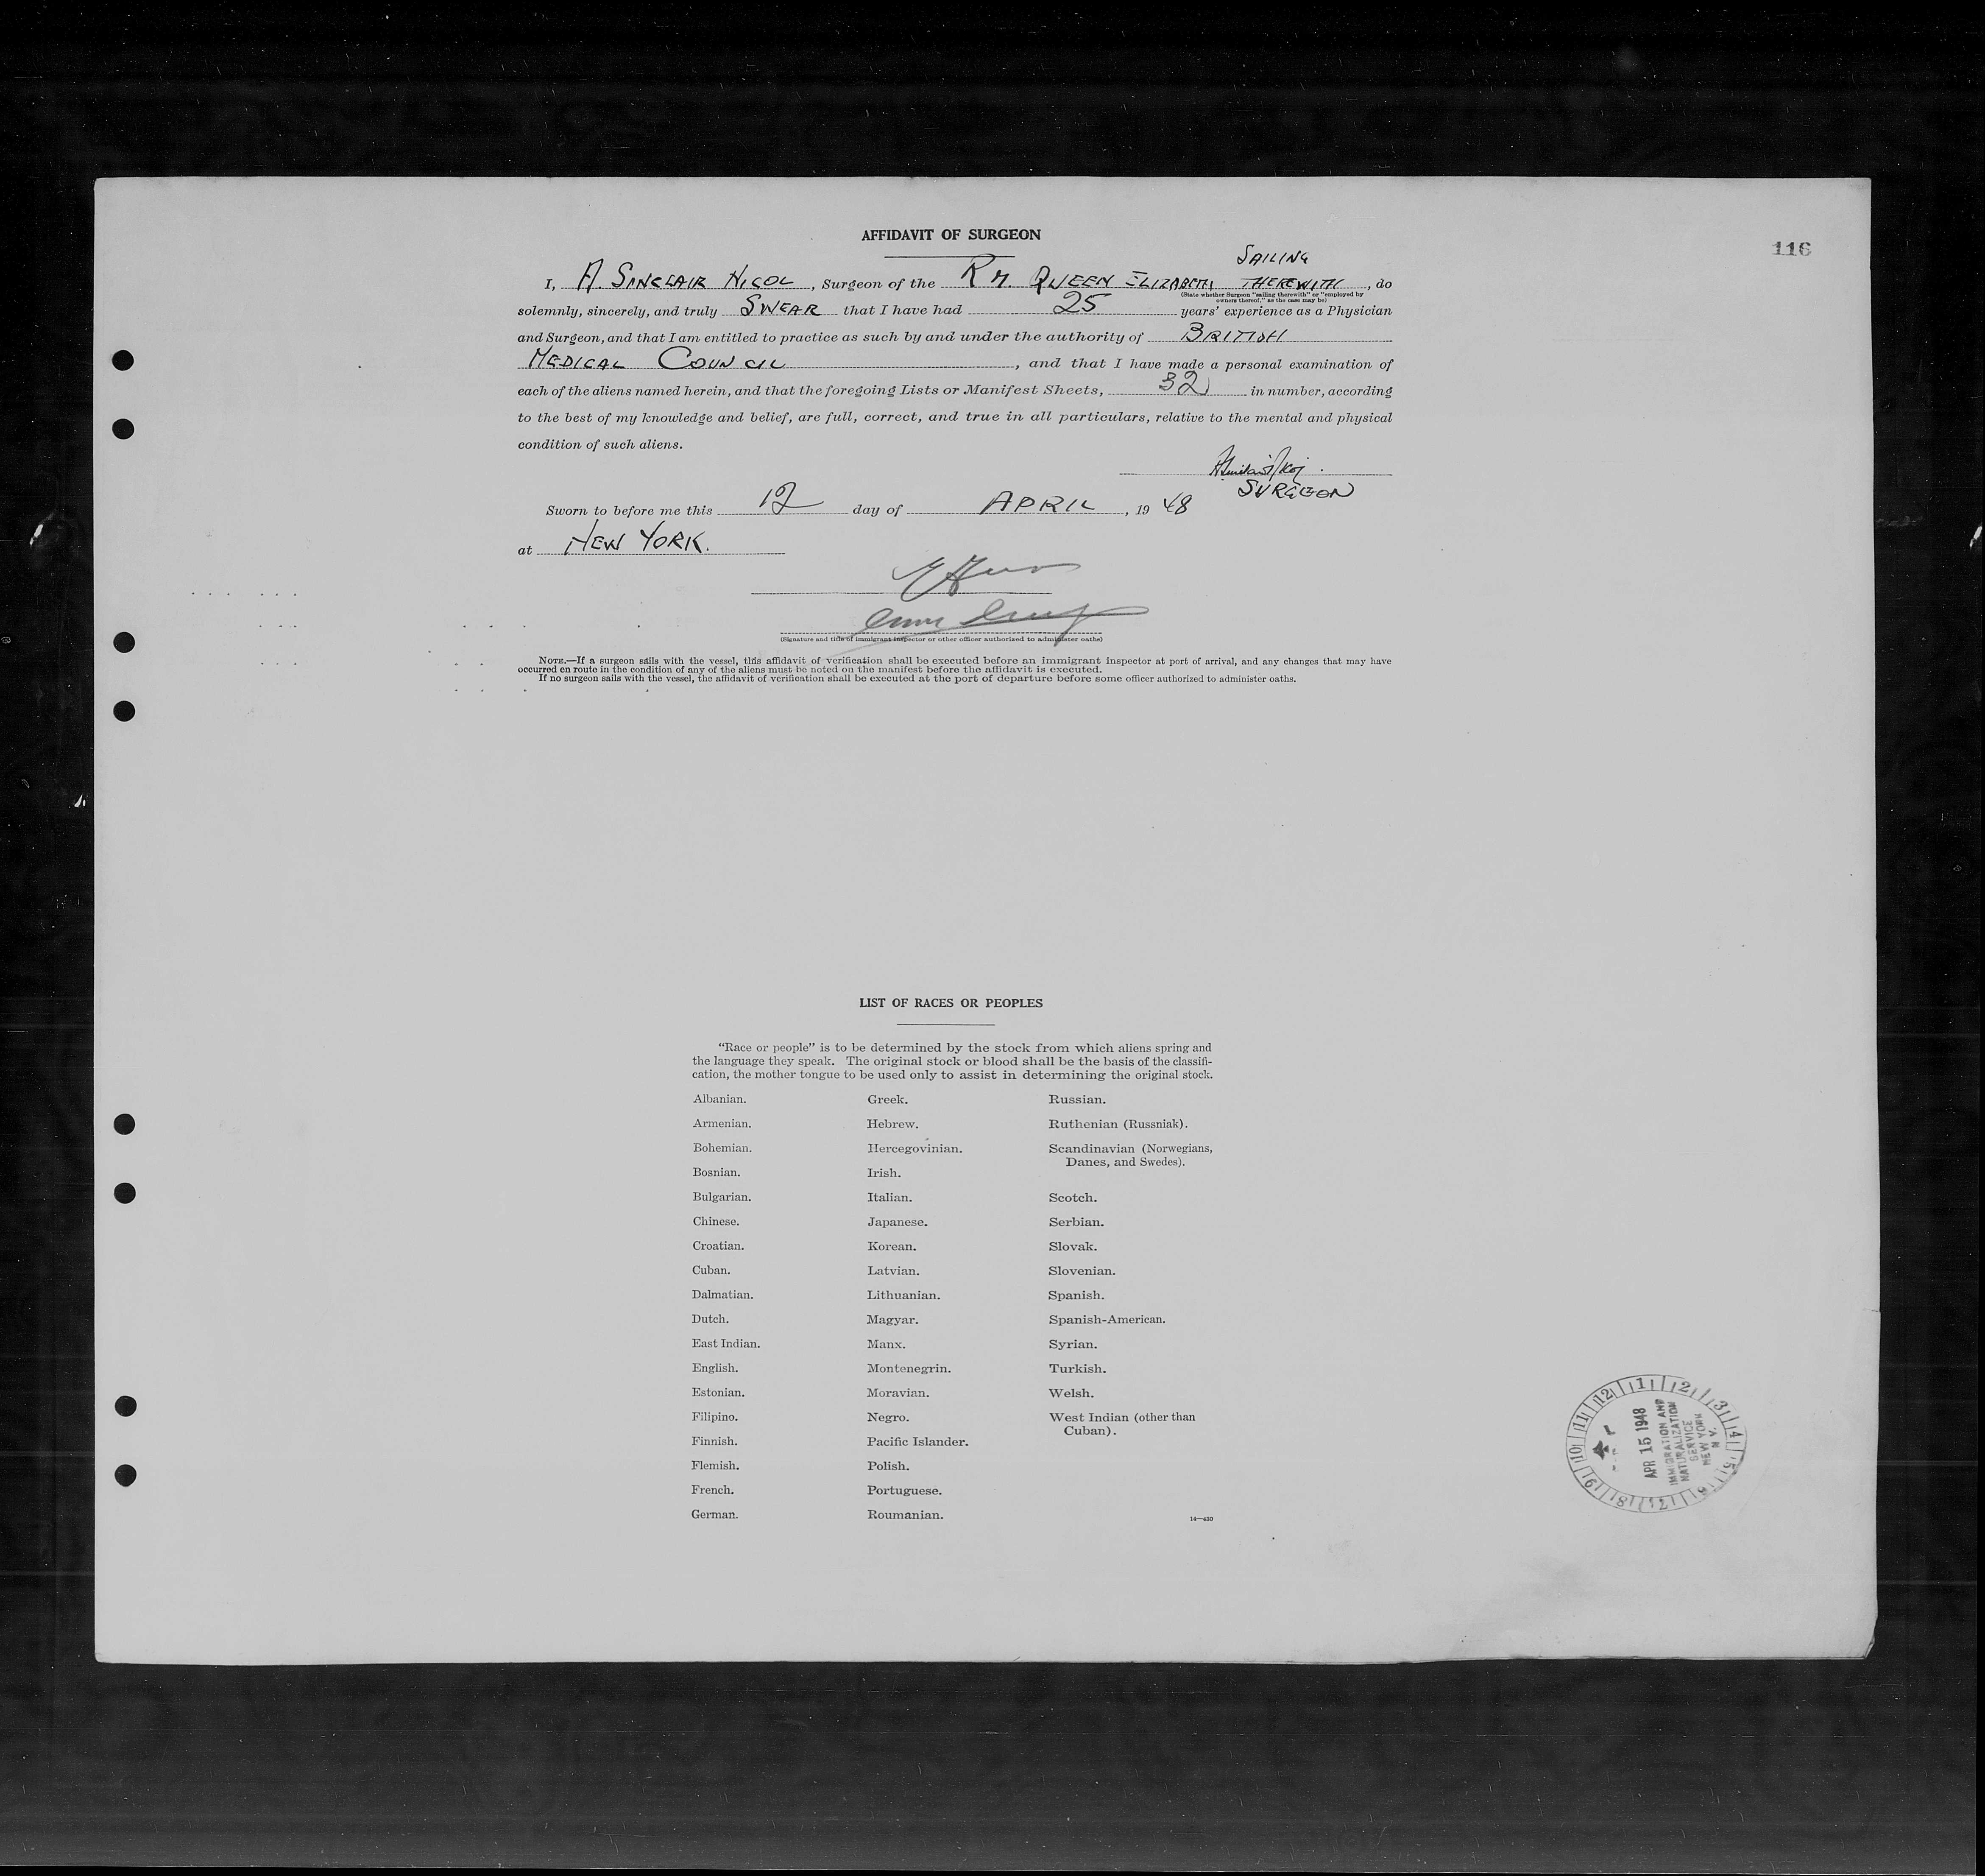 116
AFFIDAVIT OF SURGEON
SAILING
I, A. SINCLAIR NICOL, Surgeon of the R M QUEEN ELIZABETH THEREWITH, do
(State whether Surgeon "sailing therewith" or "employed by
owners thereof," as the case may be)
solemnly, sincerely, and truly SWEAR that I have had 25 years' experience as a Physician
and Surgeon, and that I am entitled to practice as such by and under the authority of BRITISH
MEDICAL COUNCIL, and that I have made a personal examination of
each of the aliens named herein, and that the foregoing Lists or Manifest Sheets, 32 in number, according
to the best of my knowledge and belief, are full, correct, and true in all particulars, relative to the mental and physical
condition of such aliens.
SURGEON
Sworn to before me this 12 day of APRIL, 19 48
at NEW YORK.
(Signature and title of immigrant inspector or other officer authorized to administer oaths)
NOTE.—If a surgeon sails with the vessel, this affidavit of verification shall be executed before an immigrant inspector at port of arrival, and any changes that may have
occurred en route in the condition of any of the aliens must be noted on the manifest before the affidavit is executed.
If no surgeon sails with the vessel, the affidavit of verification shall be executed at the port of departure before some officer authorized to administer oaths.
LIST OF RACES OR PEOPLES
"Race or people" is to be determined by the stock from which aliens spring and
the language they speak. The original stock or blood shall be the basis of the classifi-
cation, the mother tongue to be used only to assist in determining the original stock.
Albanian.
Armenian.
Bohemian.
Bosnian.
Bulgarian.
Chinese.
Croatian.
Cuban.
Dalmatian.
Dutch.
East Indian.
English.
Estonian.
Filipino.
Finnish.
Flemish.
French.
German.
Greek.
Hebrew.
Hercegovinian.
Irish.
Italian.
Japanese.
Korean.
Latvian.
Lithuanian.
Magyar.
Manx.
Montenegrin.
Moravian.
Negro.
Pacific Islander.
Polish.
Portuguese.
Roumanian.
Russian.
Ruthenian (Russniak).
Scandinavian (Norwegians,
Danes, and Swedes).
Scotch.
Serbian.
Slovak.
Slovenian.
Spanish.
Spanish-American.
Syrian.
Turkish.
Welsh.
West Indian (other than
Cuban).
14—430
12 1 2 3 4 5 6 7 8 9 10 11
APR 15 1948
IMMIGRATION AND
NATURALIZATION
SERVICE
NEW YORK
N.Y.